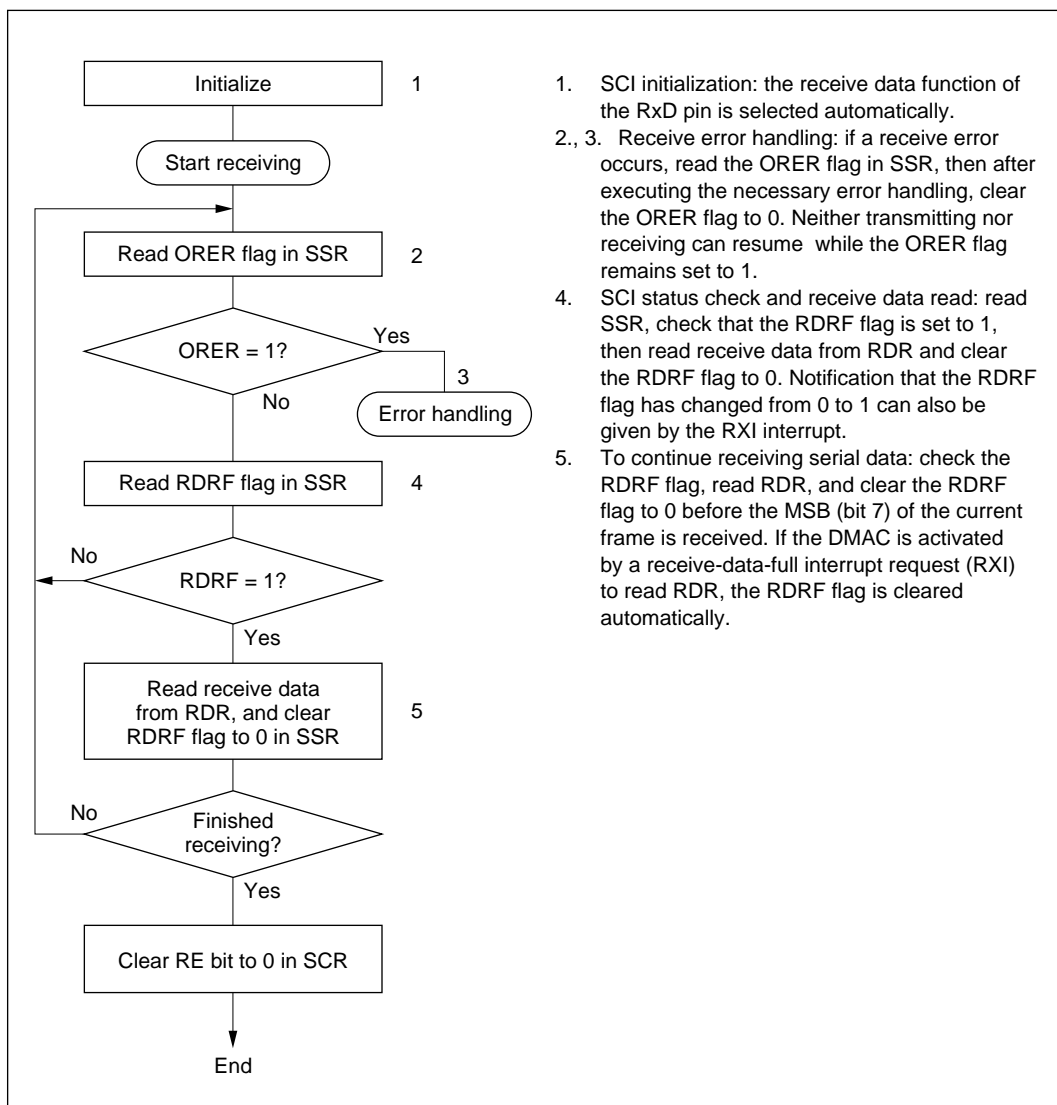 Initialize
1
Start receiving
Read ORER flag in SSR
2
ORER = 1?
Yes
3
No
Error handling
Read RDRF flag in SSR
4
No
RDRF = 1?
Yes
Read receive data
from RDR, and clear
RDRF flag to 0 in SSR
5
No
Finished
receiving?
Yes
Clear RE bit to 0 in SCR
End
1. SCI initialization: the receive data function of
the RxD pin is selected automatically.
2., 3. Receive error handling: if a receive error
occurs, read the ORER flag in SSR, then after
executing the necessary error handling, clear
the ORER flag to 0. Neither transmitting nor
receiving can resume while the ORER flag
remains set to 1.
4. SCI status check and receive data read: read
SSR, check that the RDRF flag is set to 1,
then read receive data from RDR and clear
the RDRF flag to 0. Notification that the RDRF
flag has changed from 0 to 1 can also be
given by the RXI interrupt.
5. To continue receiving serial data: check the
RDRF flag, read RDR, and clear the RDRF
flag to 0 before the MSB (bit 7) of the current
frame is received. If the DMAC is activated
by a receive-data-full interrupt request (RXI)
to read RDR, the RDRF flag is cleared
automatically.